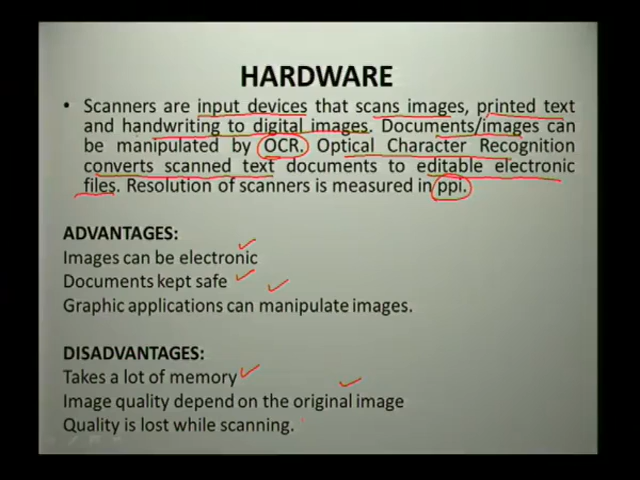 HARDWARE
• Scanners are input devices that scans images, printed text
and handwriting to digital images. Documents/images can
be manipulated by OCR. Optical Character Recognition
converts scanned text documents to editable electronic
files. Resolution of scanners is measured in ppi.
ADVANTAGES:
Images can be electronic
Documents kept safe
Graphic applications can manipulate images.
DISADVANTAGES:
Takes a lot of memory
Image quality depend on the original image
Quality is lost while scanning.